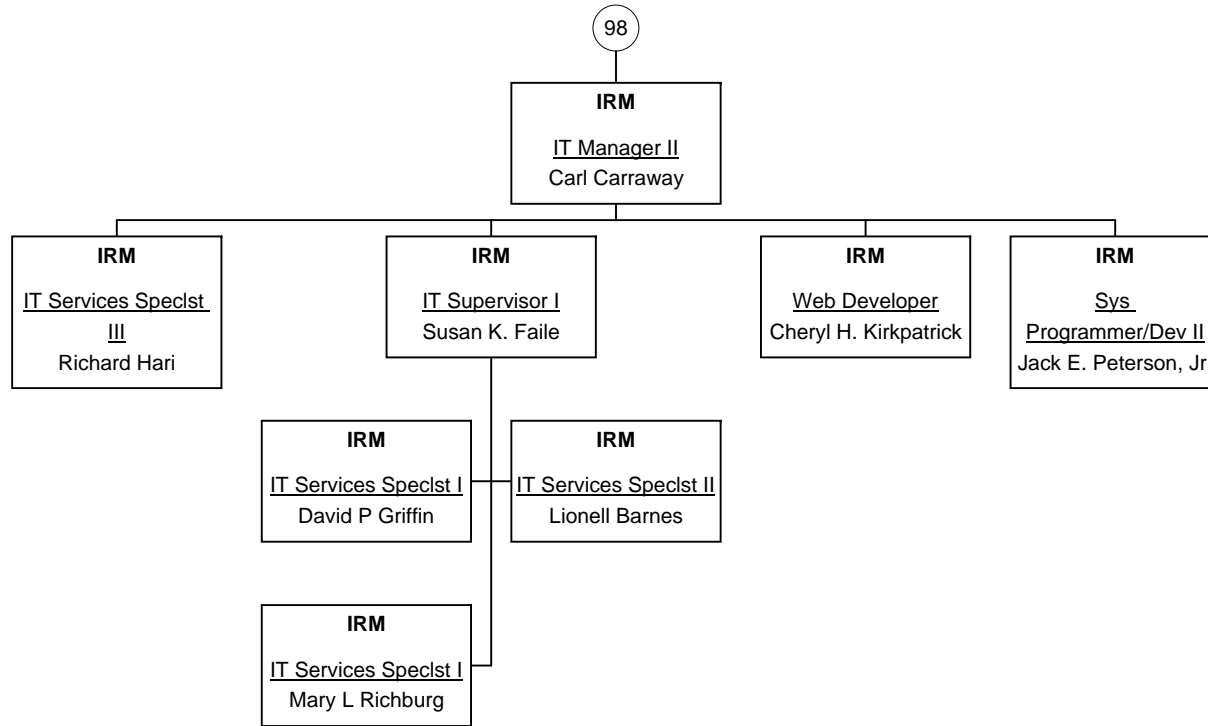 98
IRM
IT Manager II
Carl Carraway
IRM
IT Services Speclst
III
Richard Hari
IRM
IT Supervisor I
Susan K. Faile
IRM
Web Developer
Cheryl H. Kirkpatrick
IRM
Sys
Programmer/Dev II
Jack E. Peterson, Jr
IRM
IT Services Speclst I
David P Griffin
IRM
IT Services Speclst II
Lionell Barnes
IRM
IT Services Speclst I
Mary L Richburg